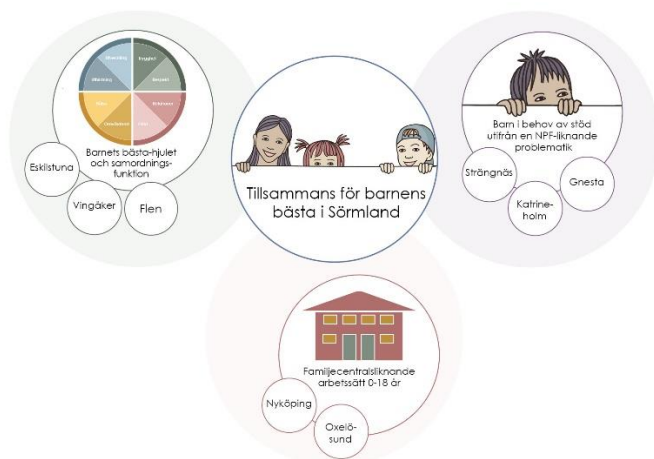 Barnets bästa-hjulet
och samordnings-
funktion
Eskilstuna
Vingåker
Flen
Tillsammans för barnens
bästa i Sörmland
Barn i behov av stöd
utifrån en NPF-liknande
problematik
Strängnäs
Katrine-
holm
Gnesta
Familjecentralsliknande
arbetssätt 0-18 år
Nyköping
Oxelö-
sund